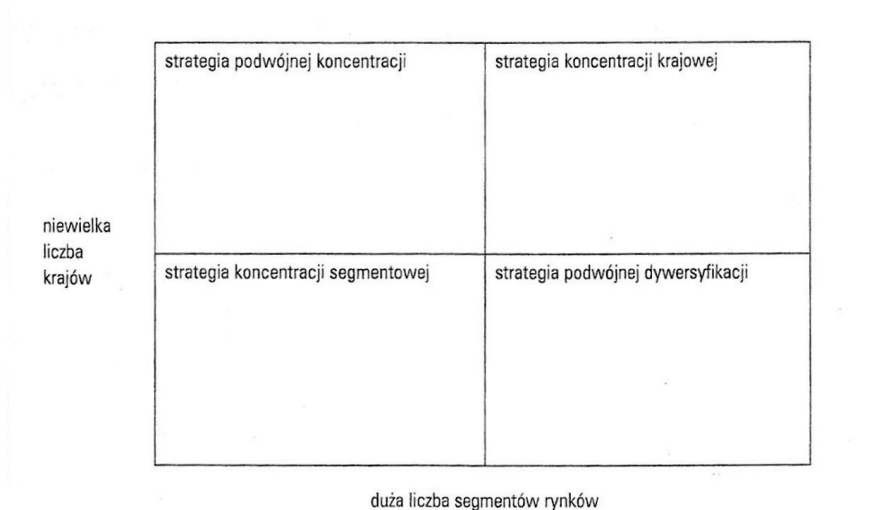 strategia podwójnej koncentracji
strategia koncentracji krajowej
niewielka
liczba
krajów
strategia koncentracji segmentowej
strategia podwójnej dywersyfikacji
duża liczba segmentów rynków